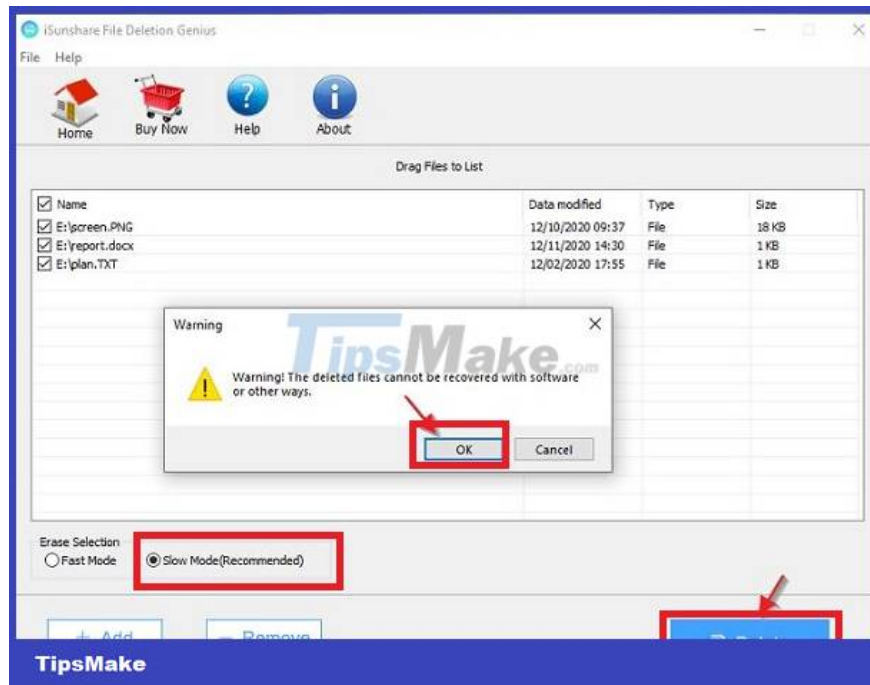 iSunshare File Deletion Genius
File Help
Home Buy Now Help About
Drag Files to List
Name Data modified Type Size
E:\screen.PNG 12/10/2020 09:37 File 18 KB
E:\report.docx 12/11/2020 14:30 File 1 KB
E:\plan.TXT 12/02/2020 17:55 File 1 KB
Warning
TipsMake.com
Warning! The deleted files cannot be recovered with software
or other ways.
OK Cancel
Erase Selection
Fast Mode Slow Mode(Recommended)
+ Add − Remove
TipsMake